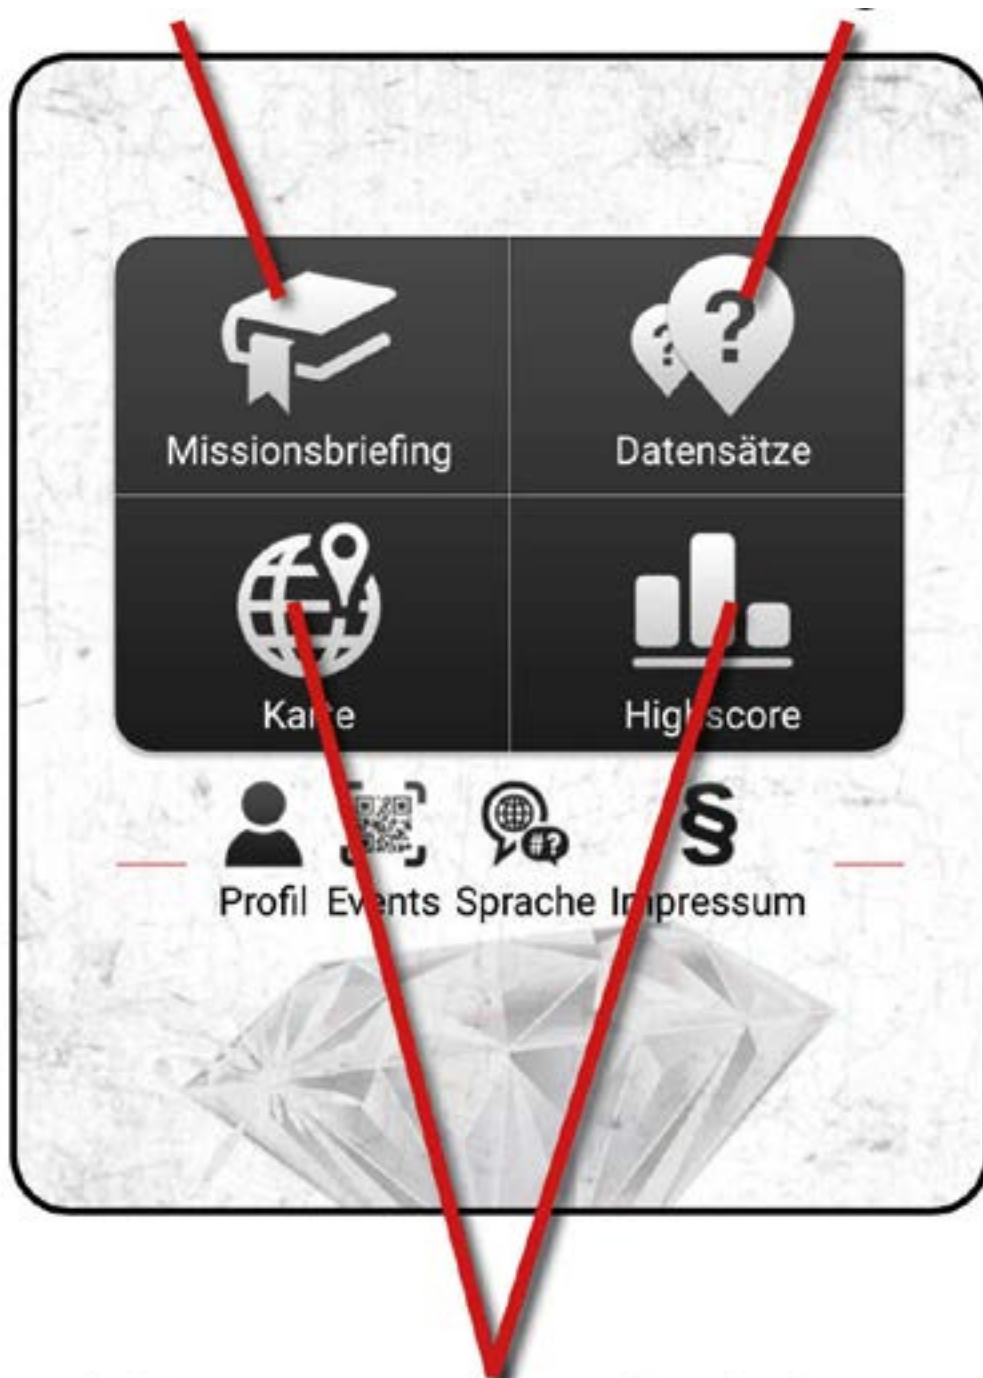 Missionsbriefing Datensätze
Karte Highscore
Profil Events Sprache Impressum